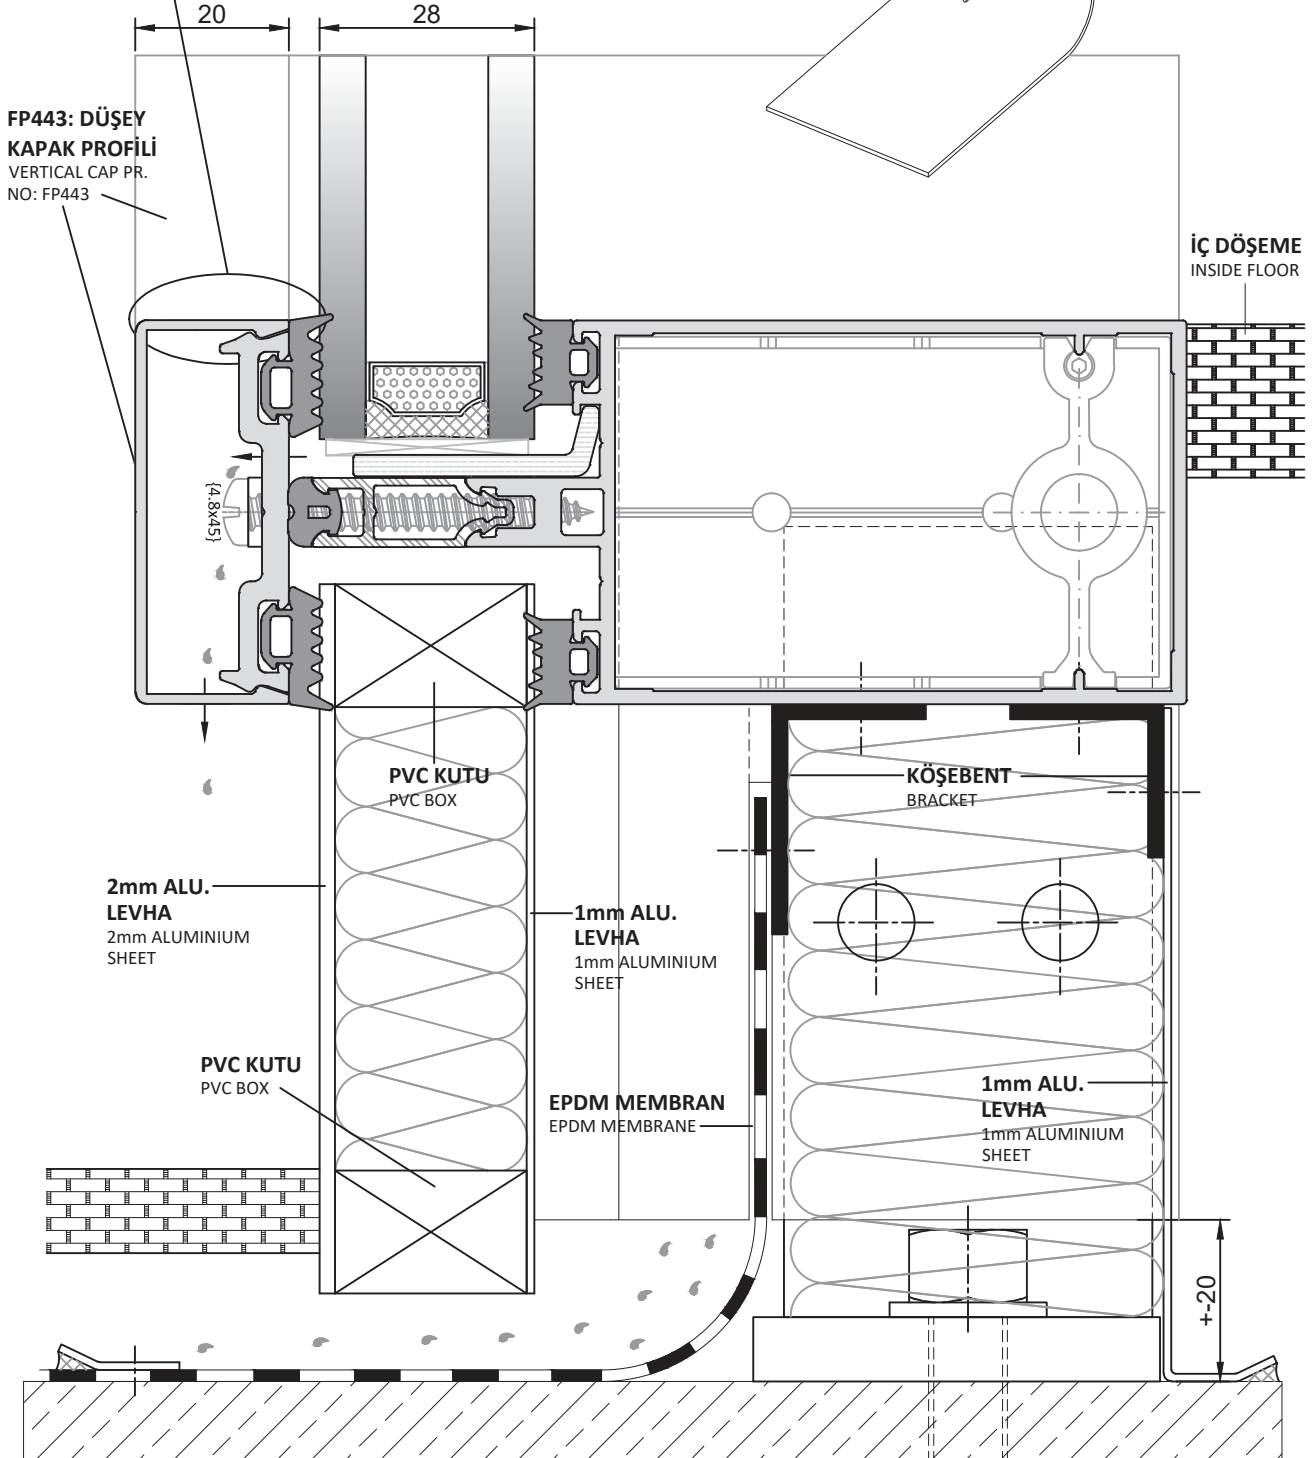 20
28
FP443: DÜŞEY
KAPAK PROFİLİ
VERTICAL CAP PR.
NO: FP443
İÇ DÖŞEME
INSIDE FLOOR
{4.8x45}
PVC KUTU
PVC BOX
KÖŞEBENT
BRACKET
2mm ALU.
LEVHA
2mm ALUMINIUM
SHEET
1mm ALU.
LEVHA
1mm ALUMINIUM
SHEET
PVC KUTU
PVC BOX
EPDM MEMBRAN
EPDM MEMBRANE
1mm ALU.
LEVHA
1mm ALUMINIUM
SHEET
+-20